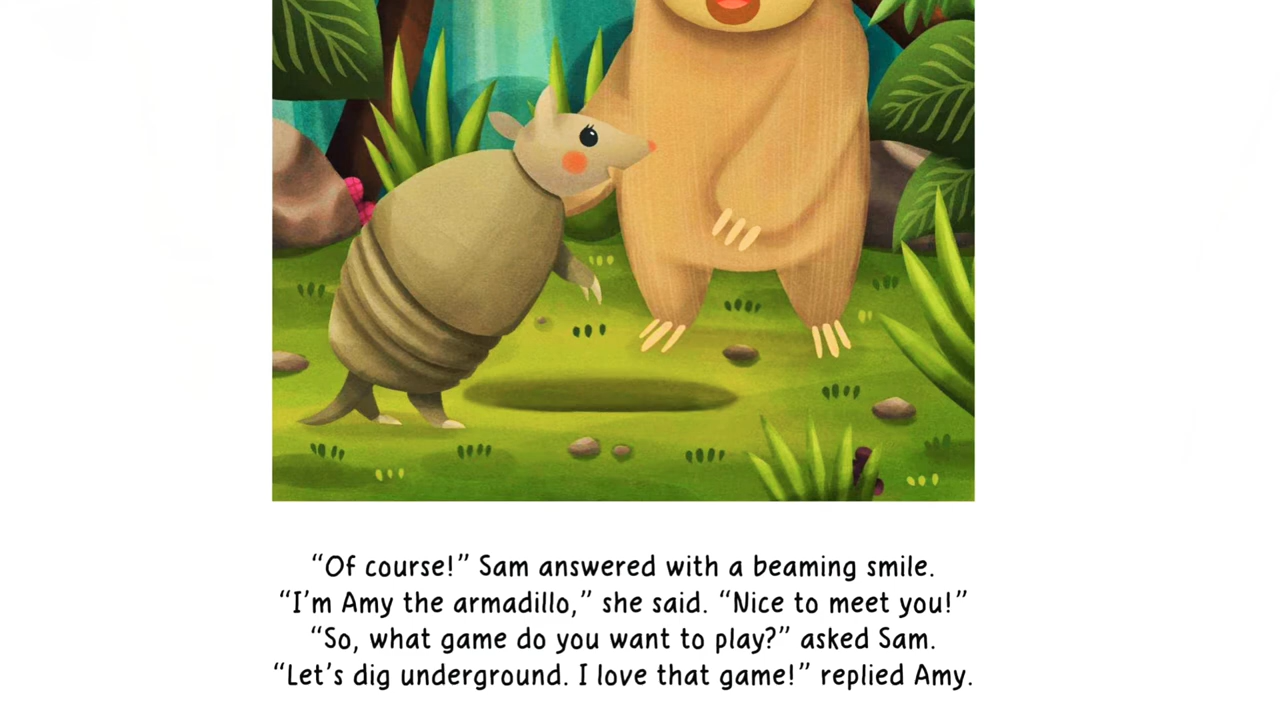 “Of course!” Sam answered with a beaming smile.
“I’m Amy the armadillo,” she said. “Nice to meet you!”
“So, what game do you want to play?” asked Sam.
“Let’s dig underground. I love that game!” replied Amy.